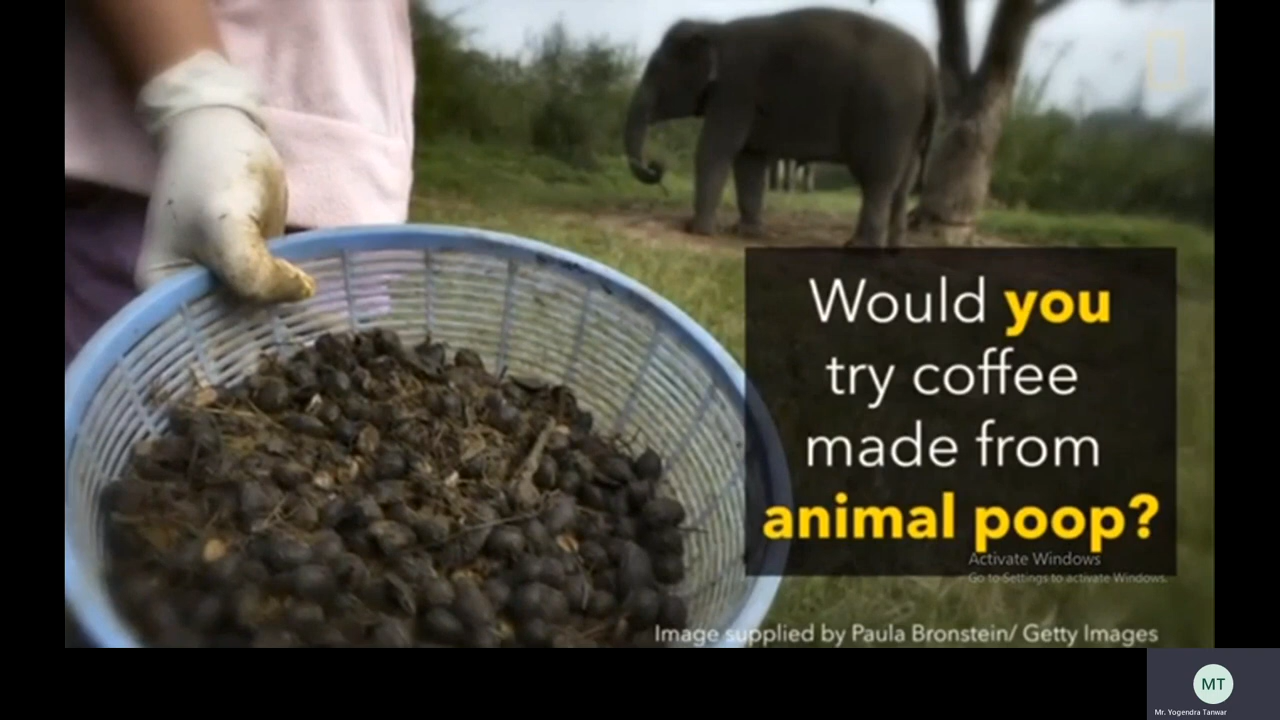 Would you
try coffee
made from
animal poop?
Activate Windows
Go to Settings to activate Windows.
Image supplied by Paula Bronstein/ Getty Images
MT
Mr. Yogendra Tanwar